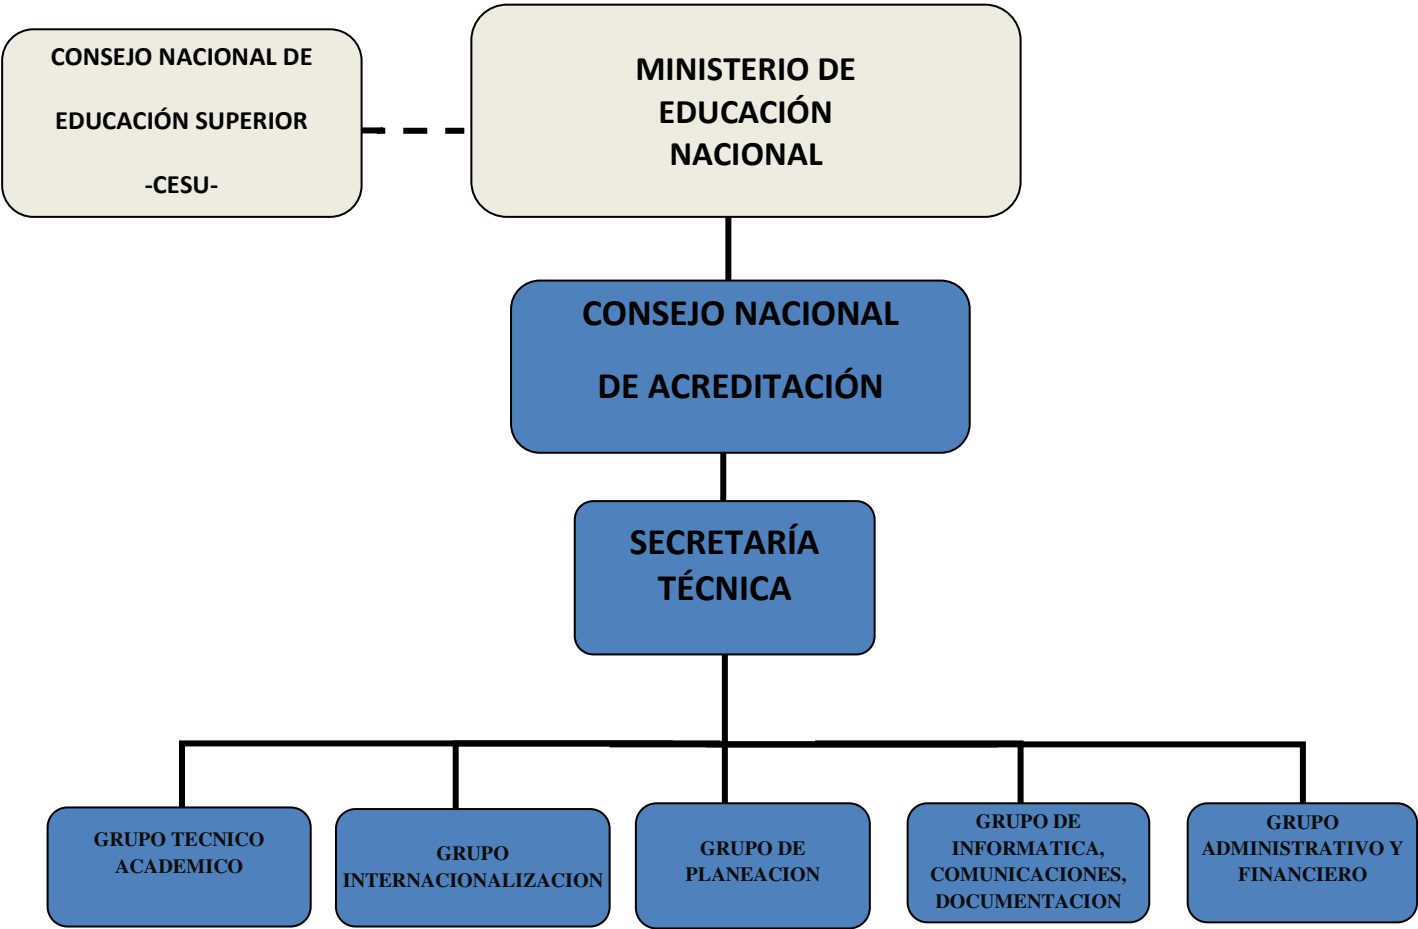 CONSEJO NACIONAL DE
EDUCACIÓN SUPERIOR
-CESU-
MINISTERIO DE
EDUCACIÓN
NACIONAL
CONSEJO NACIONAL
DE ACREDITACIÓN
SECRETARÍA
TÉCNICA
GRUPO TECNICO
ACADEMICO
GRUPO
INTERNACIONALIZACION
GRUPO DE
PLANEACION
GRUPO DE
INFORMATICA,
COMUNICACIONES,
DOCUMENTACION
GRUPO
ADMINISTRATIVO Y
FINANCIERO